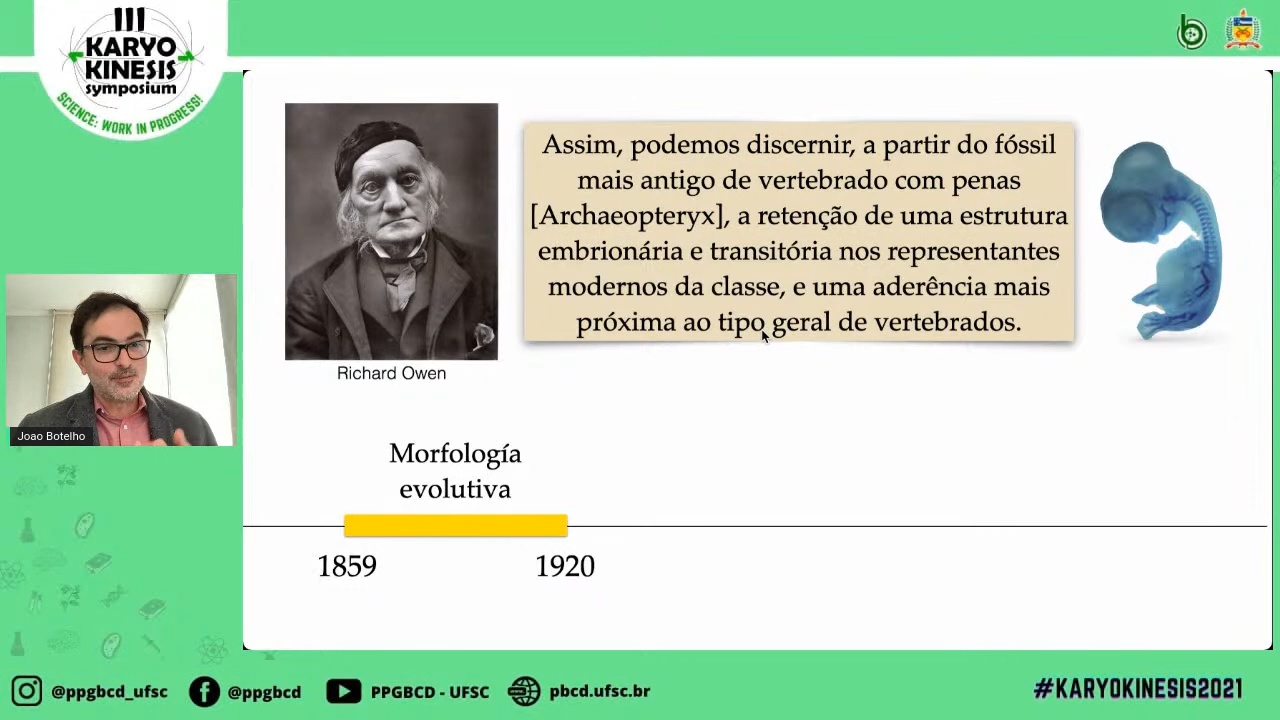 III
KARYO
KINESIS
symposium
SCIENCE: WORK IN PROGRESS!
Assim, podemos discernir, a partir do fóssil
mais antigo de vertebrado com penas
[Archaeopteryx], a retenção de uma estrutura
embrionária e transitória nos representantes
modernos da classe, e uma aderência mais
próxima ao tipo geral de vertebrados.
Richard Owen
Joao Botelho
Morfología
evolutiva
1859
1920
@ppgbcd_ufsc
@ppgbcd
PPGBCD - UFSC
pbcd.ufsc.br
#KARYOKINESIS2021